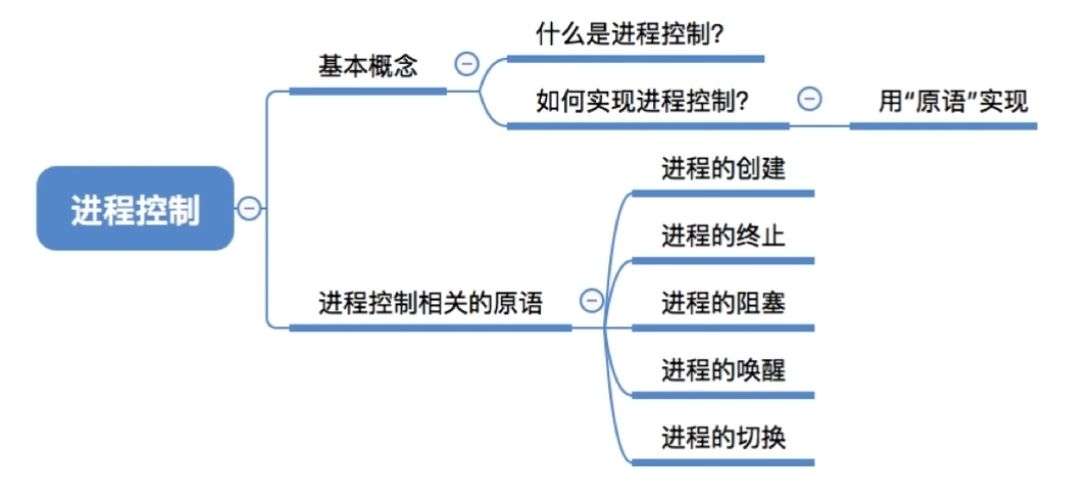 进程控制
基本概念
什么是进程控制?
如何实现进程控制?
用“原语”实现
进程控制相关的原语
进程的创建
进程的终止
进程的阻塞
进程的唤醒
进程的切换